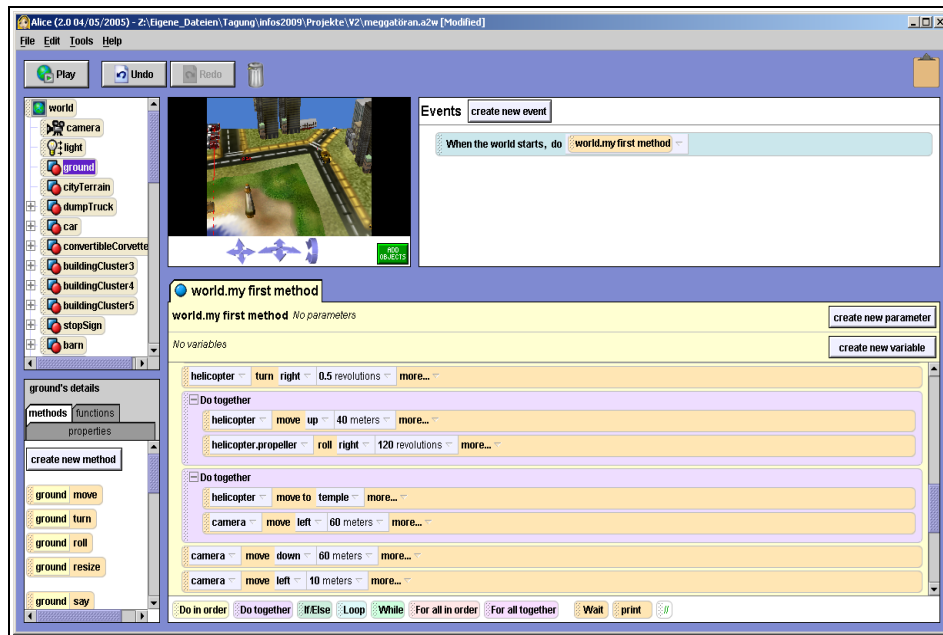 Alice (2.0 04/05/2005) - Z:\Eigene_Dateien\Tagung\infos2009\Projekte\V2\meggatöran.a2w [Modified]
File Edit Tools Help
Play Undo Redo
world
camera
light
ground
cityTerrain
dumpTruck
car
convertibleCorvette
buildingCluster3
buildingCluster4
buildingCluster5
stopSign
barn
ADD
OBJECTS
Events create new event
When the world starts, do world.my first method
ground's details
methods functions
properties
create new method
ground move
ground turn
ground roll
ground resize
ground say
world.my first method
world.my first method No parameters create new parameter
No variables create new variable
helicopter turn right 0.5 revolutions more...
Do together
helicopter move up 40 meters more...
helicopter.propeller roll right 120 revolutions more...
Do together
helicopter move to temple more...
camera move left 60 meters more...
camera move down 60 meters more...
camera move left 10 meters more...
Do in order Do together If/Else Loop While For all in order For all together Wait print //